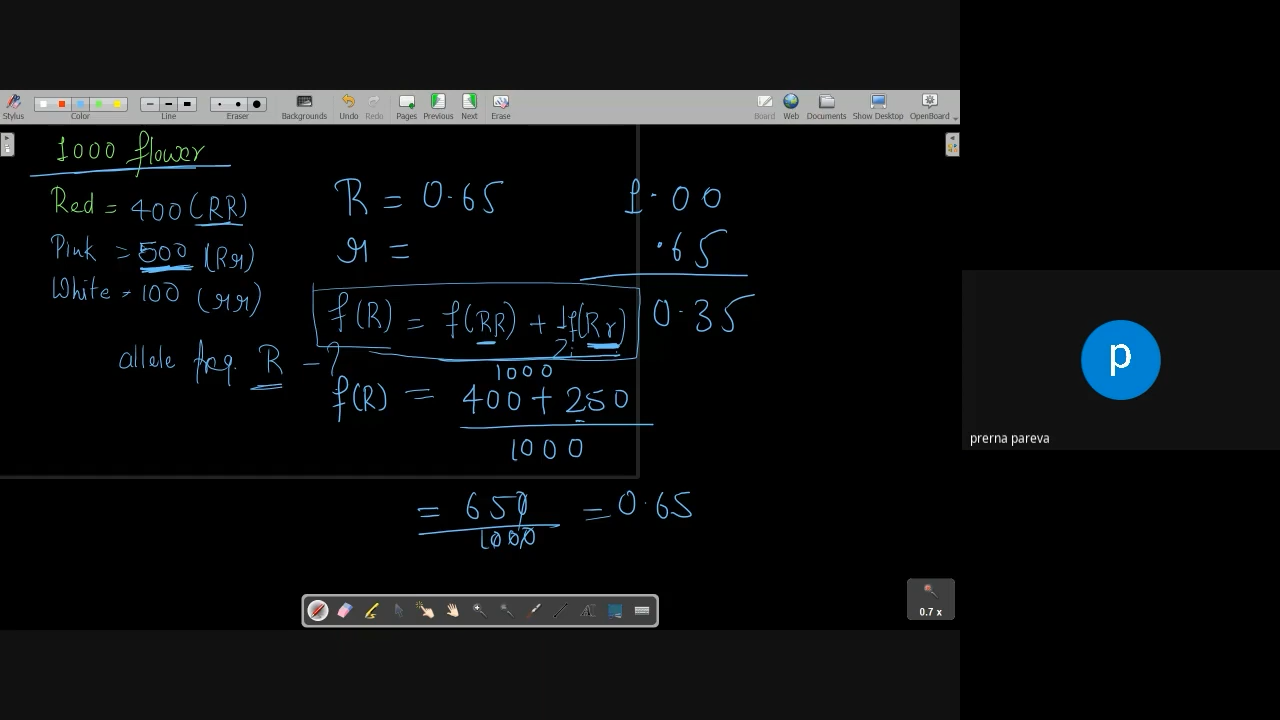 Stylus Color Line Eraser Backgrounds Undo Redo Pages Previous Next Erase Board Web Documents Show Desktop OpenBoard
1000 flower
Red = 400 (RR)
Pink = 500 (Rr)
White - 100 (rr)
allele freq. R - ?
R = 0.65
r =
1.00
.65
0.35
f(R) = f(RR) + 1/2 f(Rr)
1000
f(R) = 400 + 250
1000
= 650 = 0.65
1000
p
prerna pareva
0.7 x